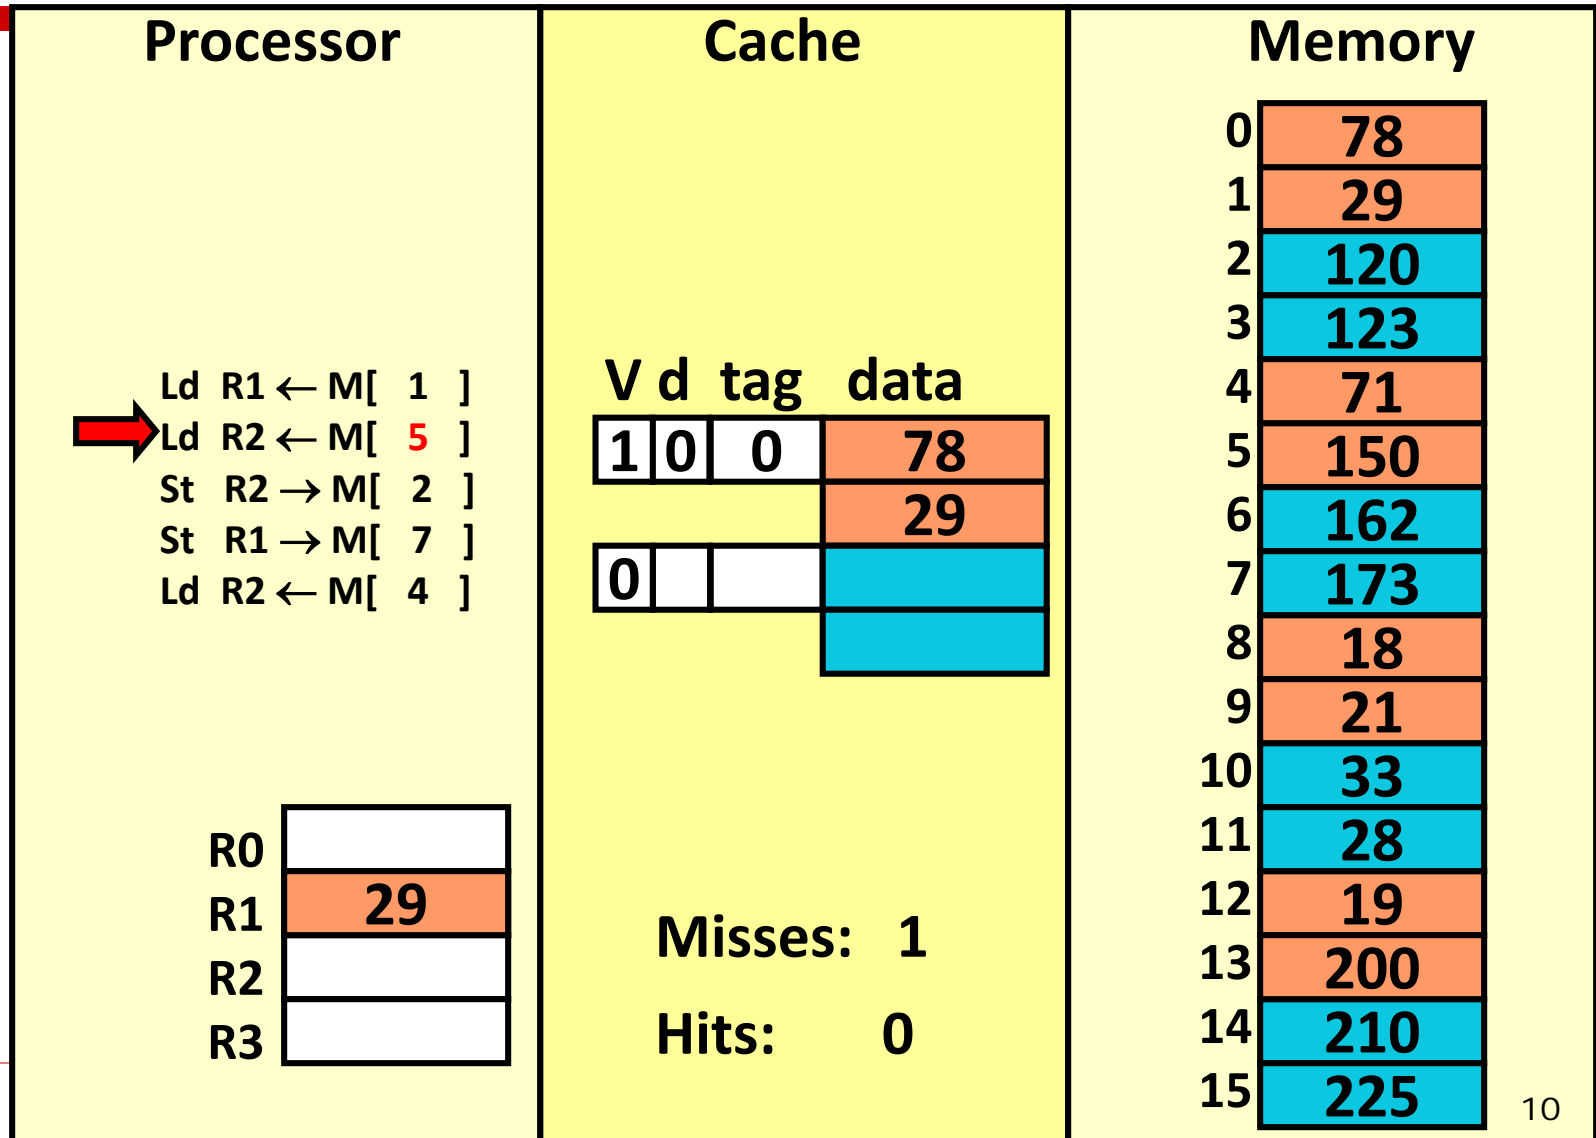 Processor
Cache
Memory
Ld R1 ← M[ 1 ]
Ld R2 ← M[ 5 ]
St R2 → M[ 2 ]
St R1 → M[ 7 ]
Ld R2 ← M[ 4 ]
R0
R1 29
R2
R3
V d tag data
1 0 0 78
29
0
Misses: 1
Hits: 0
0 78
1 29
2 120
3 123
4 71
5 150
6 162
7 173
8 18
9 21
10 33
11 28
12 19
13 200
14 210
15 225
10